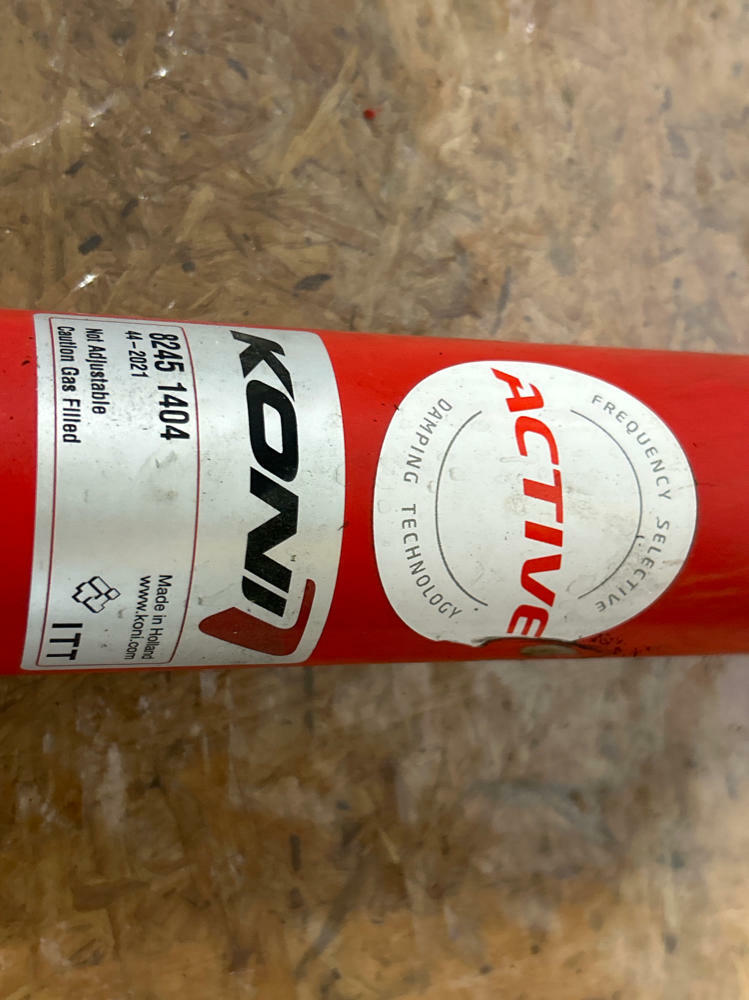 KONI
8245 1404
44-2021
Not Adjustable
Caution Gas Filled
Made in Holland
www.koni.com
ITT
FREQUENCY SELECTIVE
ACTIVE
DAMPING TECHNOLOGY